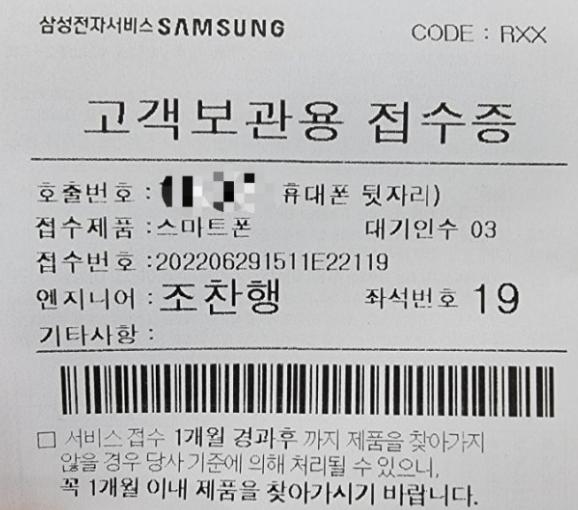 삼성전자서비스 SAMSUNG CODE : RXX
고객보관용 접수증
호출번호 : 휴대폰 뒷자리)
접수제품 : 스마트폰 대기인수 03
접수번호 : 202206291511E22119
엔지니어 : 조찬행 좌석번호 19
기타사항 :
□ 서비스 접수 1개월 경과후 까지 제품을 찾아가지
않을 경우 당사 기준에 의해 처리될 수 있으니,
꼭 1개월 이내 제품을 찾아가시기 바랍니다.